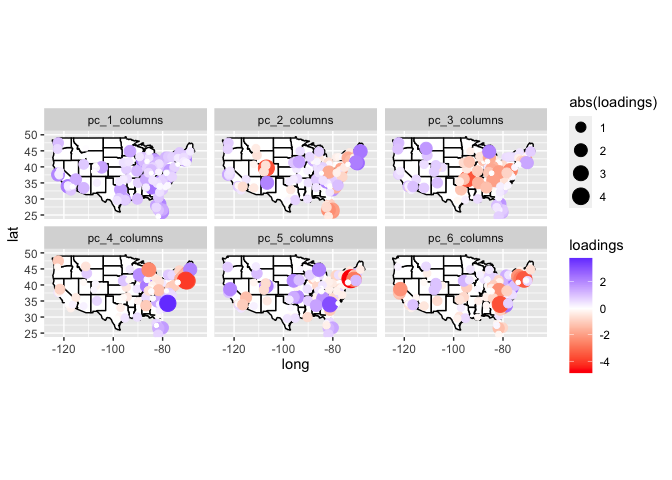 pc_1_columns
pc_2_columns
pc_3_columns
50
45
40
35
30
25
pc_4_columns
pc_5_columns
pc_6_columns
50
45
40
35
30
25
-120
-100
-80
-120
-100
-80
-120
-100
-80
lat
long
abs(loadings)
1
2
3
4
loadings
2
0
-2
-4